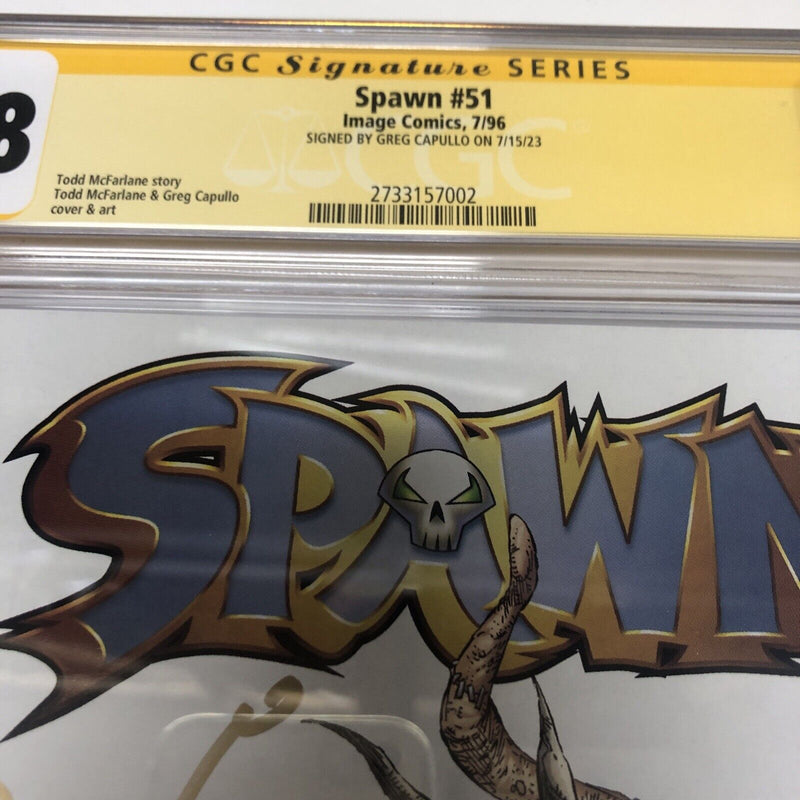 CGC Signature SERIES
Spawn #51
Image Comics, 7/96
SIGNED BY GREG CAPULLO ON 7/15/23
8
CGC
Todd McFarlane story
Todd McFarlane & Greg Capullo
cover & art
2733157002
SPAWN